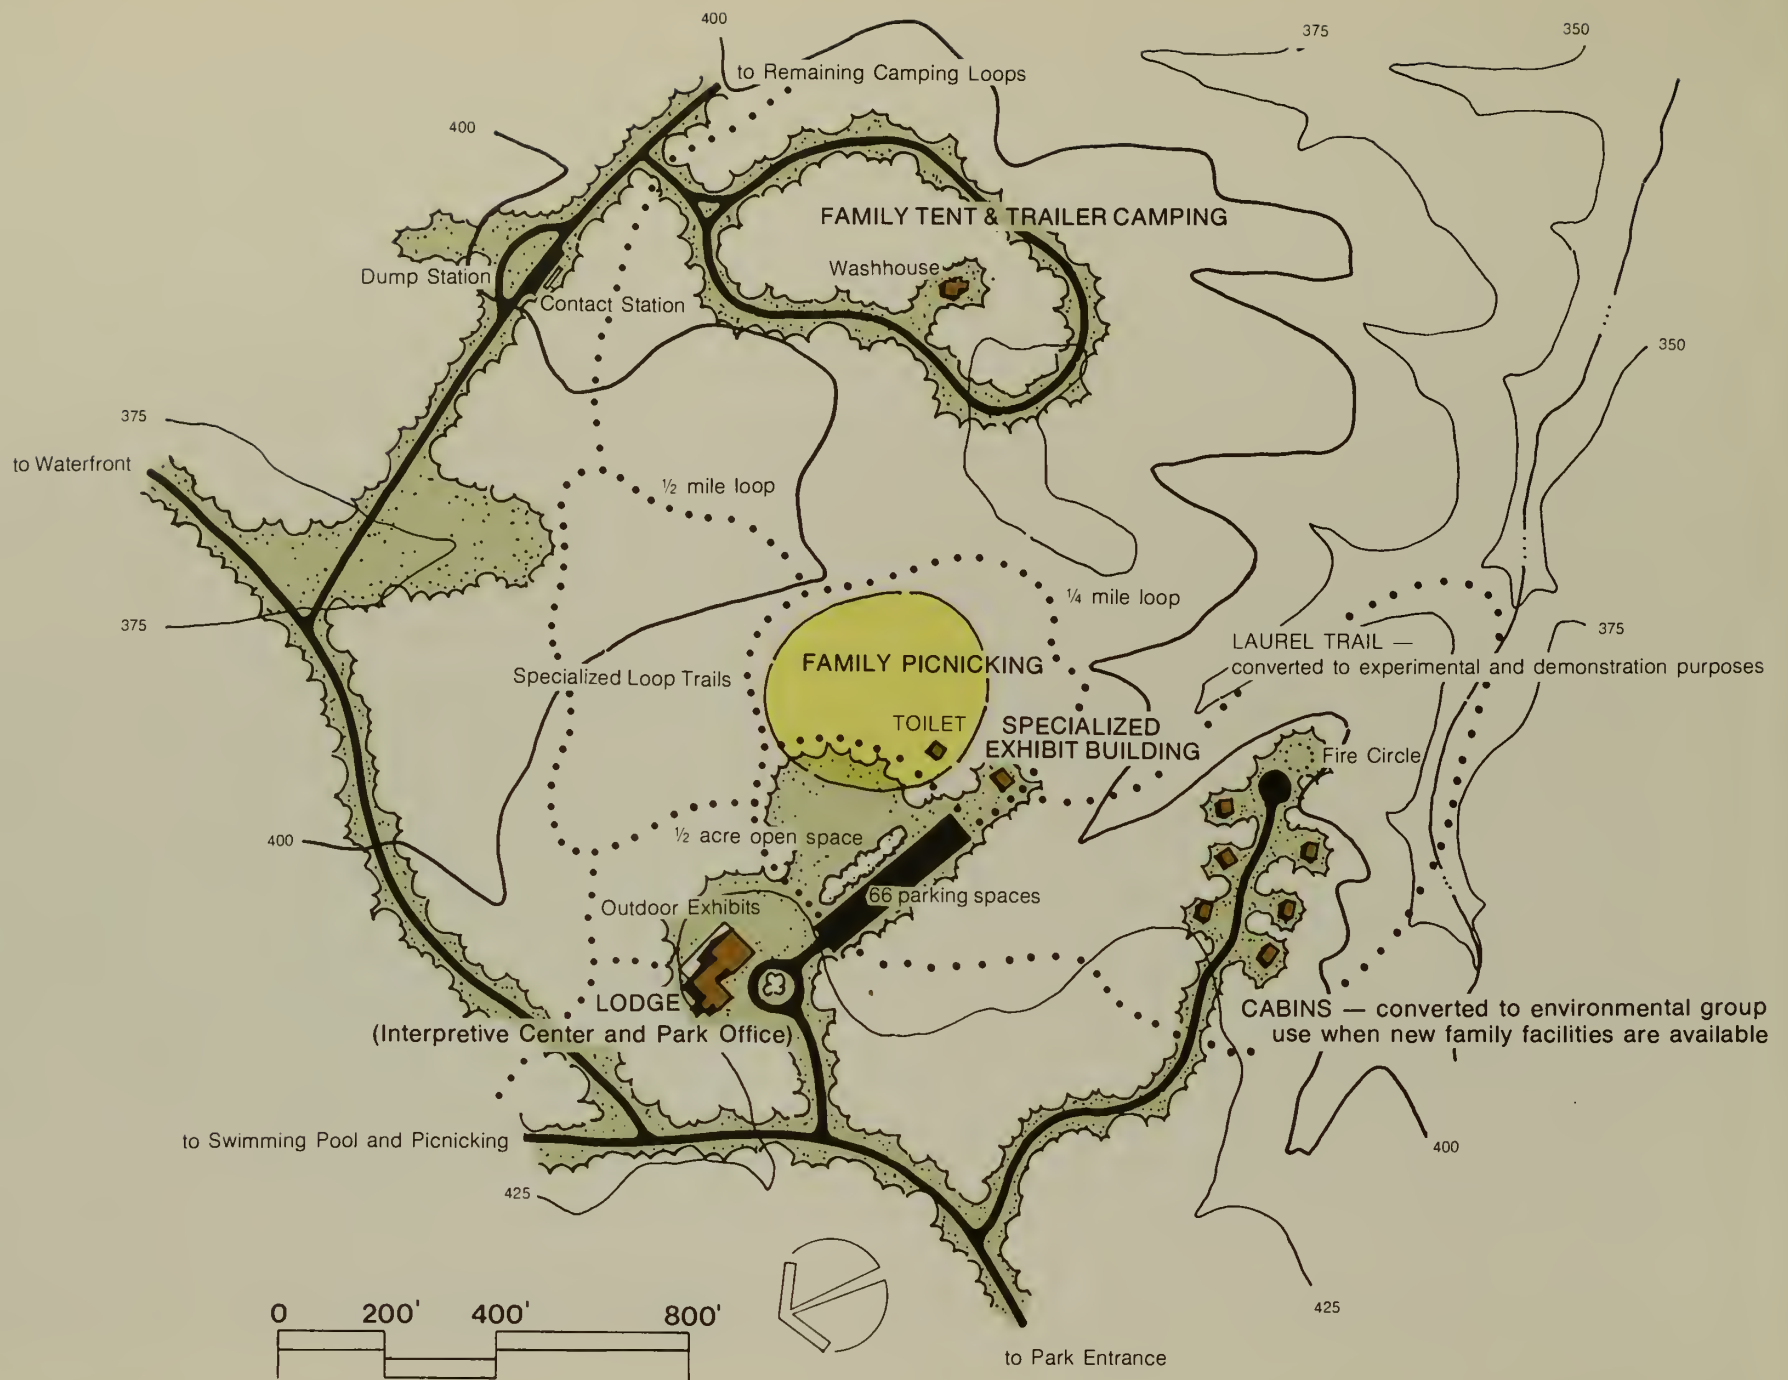 400
375
350
to Remaining Camping Loops
400
FAMILY TENT & TRAILER CAMPING
Washhouse
Dump Station
Contact Station
350
375
to Waterfront
½ mile loop
¼ mile loop
375
375
LAUREL TRAIL —
converted to experimental and demonstration purposes
FAMILY PICNICKING
Specialized Loop Trails
TOILET
SPECIALIZED
EXHIBIT BUILDING
Fire Circle
400
½ acre open space
66 parking spaces
Outdoor Exhibits
LODGE
(Interpretive Center and Park Office)
CABINS — converted to environmental group
use when new family facilities are available
to Swimming Pool and Picnicking
400
425
425
0 200' 400' 800'
to Park Entrance